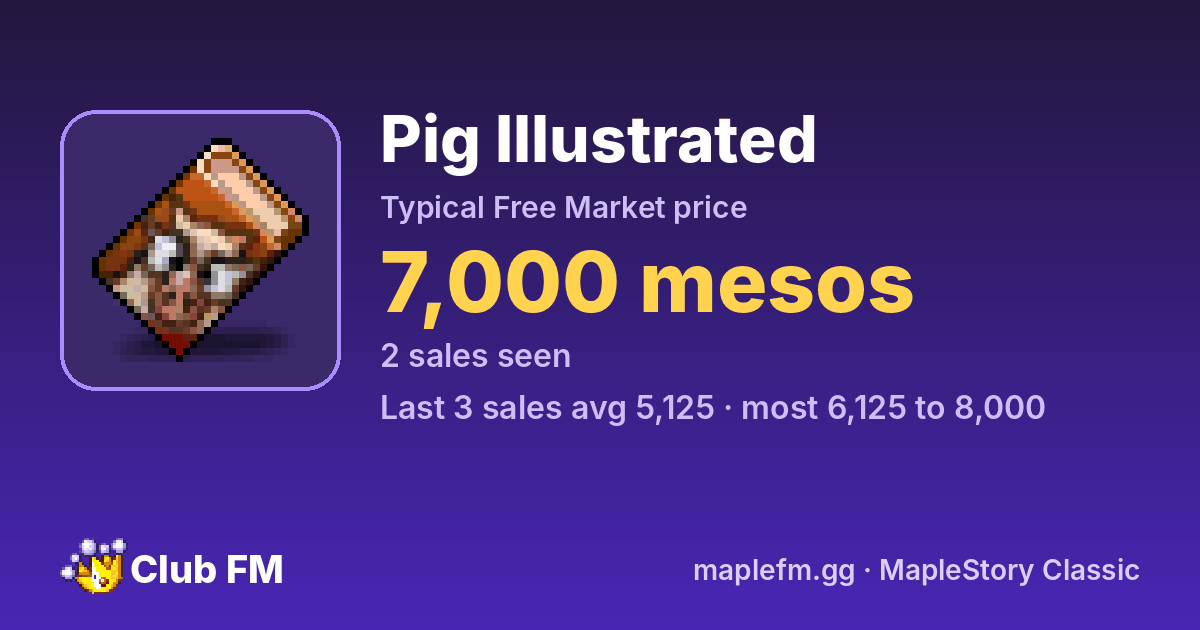 Pig Illustrated
Typical Free Market price
7,000 mesos
2 sales seen
Last 3 sales avg 5,125 · most 6,125 to 8,000
Club FM
maplefm.gg · MapleStory Classic